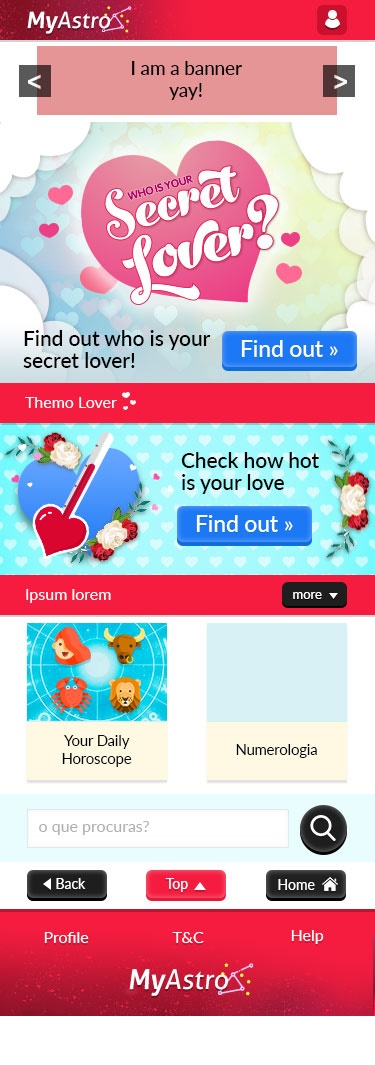 MyAstro
I am a banner
yay!
< >
WHO IS YOUR
Secret
Lover?
Find out who is your
secret lover!
Find out »
Themo Lover
Check how hot
is your love
Find out »
Ipsum lorem
more
Your Daily
Horoscope
Numerologia
o que procuras?
Back
Top
Home
Profile
T&C
Help
MyAstro